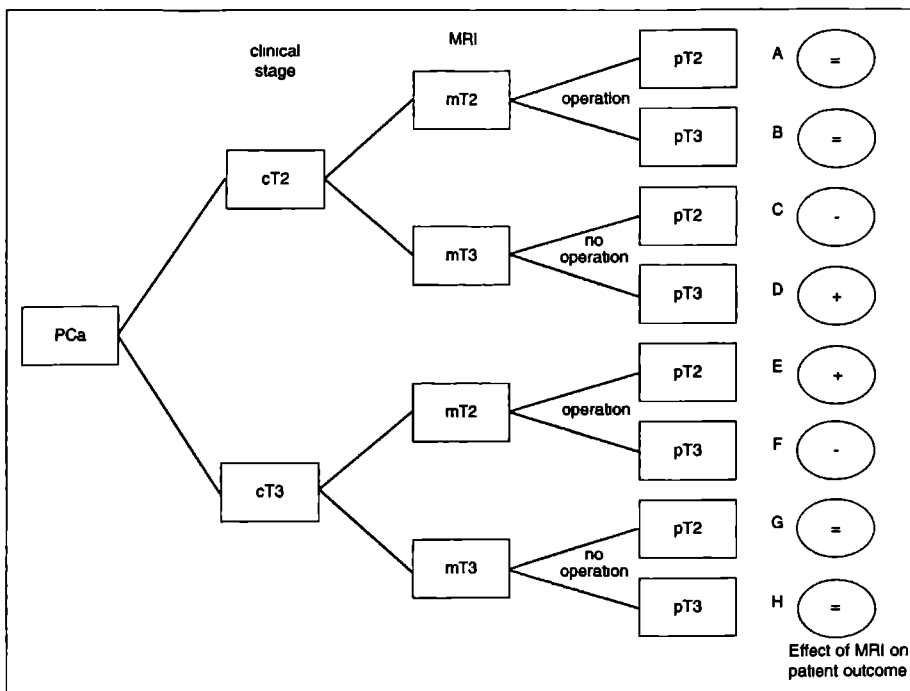 clinical
stage
MRI
PCa
cT2
cT3
mT2
mT3
mT2
mT3
operation
no
operation
operation
no
operation
pT2
A
=
pT3
B
=
pT2
C
-
pT3
D
+
pT2
E
+
pT3
F
-
pT2
G
=
pT3
H
=
Effect of MRI on
patient outcome